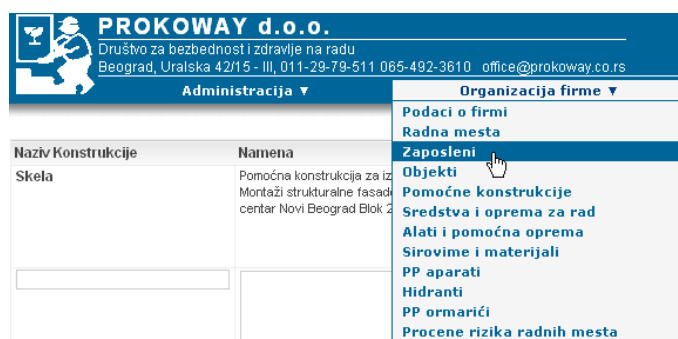 PROKOWAY d.o.o.
Društvo za bezbednost i zdravlje na radu
Beograd, Uralska 42/15 - III, 011-29-79-511 065-492-3610 office@prokoway.co.rs
Administracija ▼
Organizacija firme ▼
Podaci o firmi
Radna mesta
Zaposleni
Objekti
Pomoćne konstrukcije
Sredstva i oprema za rad
Alati i pomoćna oprema
Sirovime i materijali
PP aparati
Hidranti
PP ormarići
Procene rizika radnih mesta
Naziv Konstrukcije
Namena
Skela
Pomoćna konstrukcija za iz
Montaži strukturalne fasad
centar Novi Beograd Blok 2